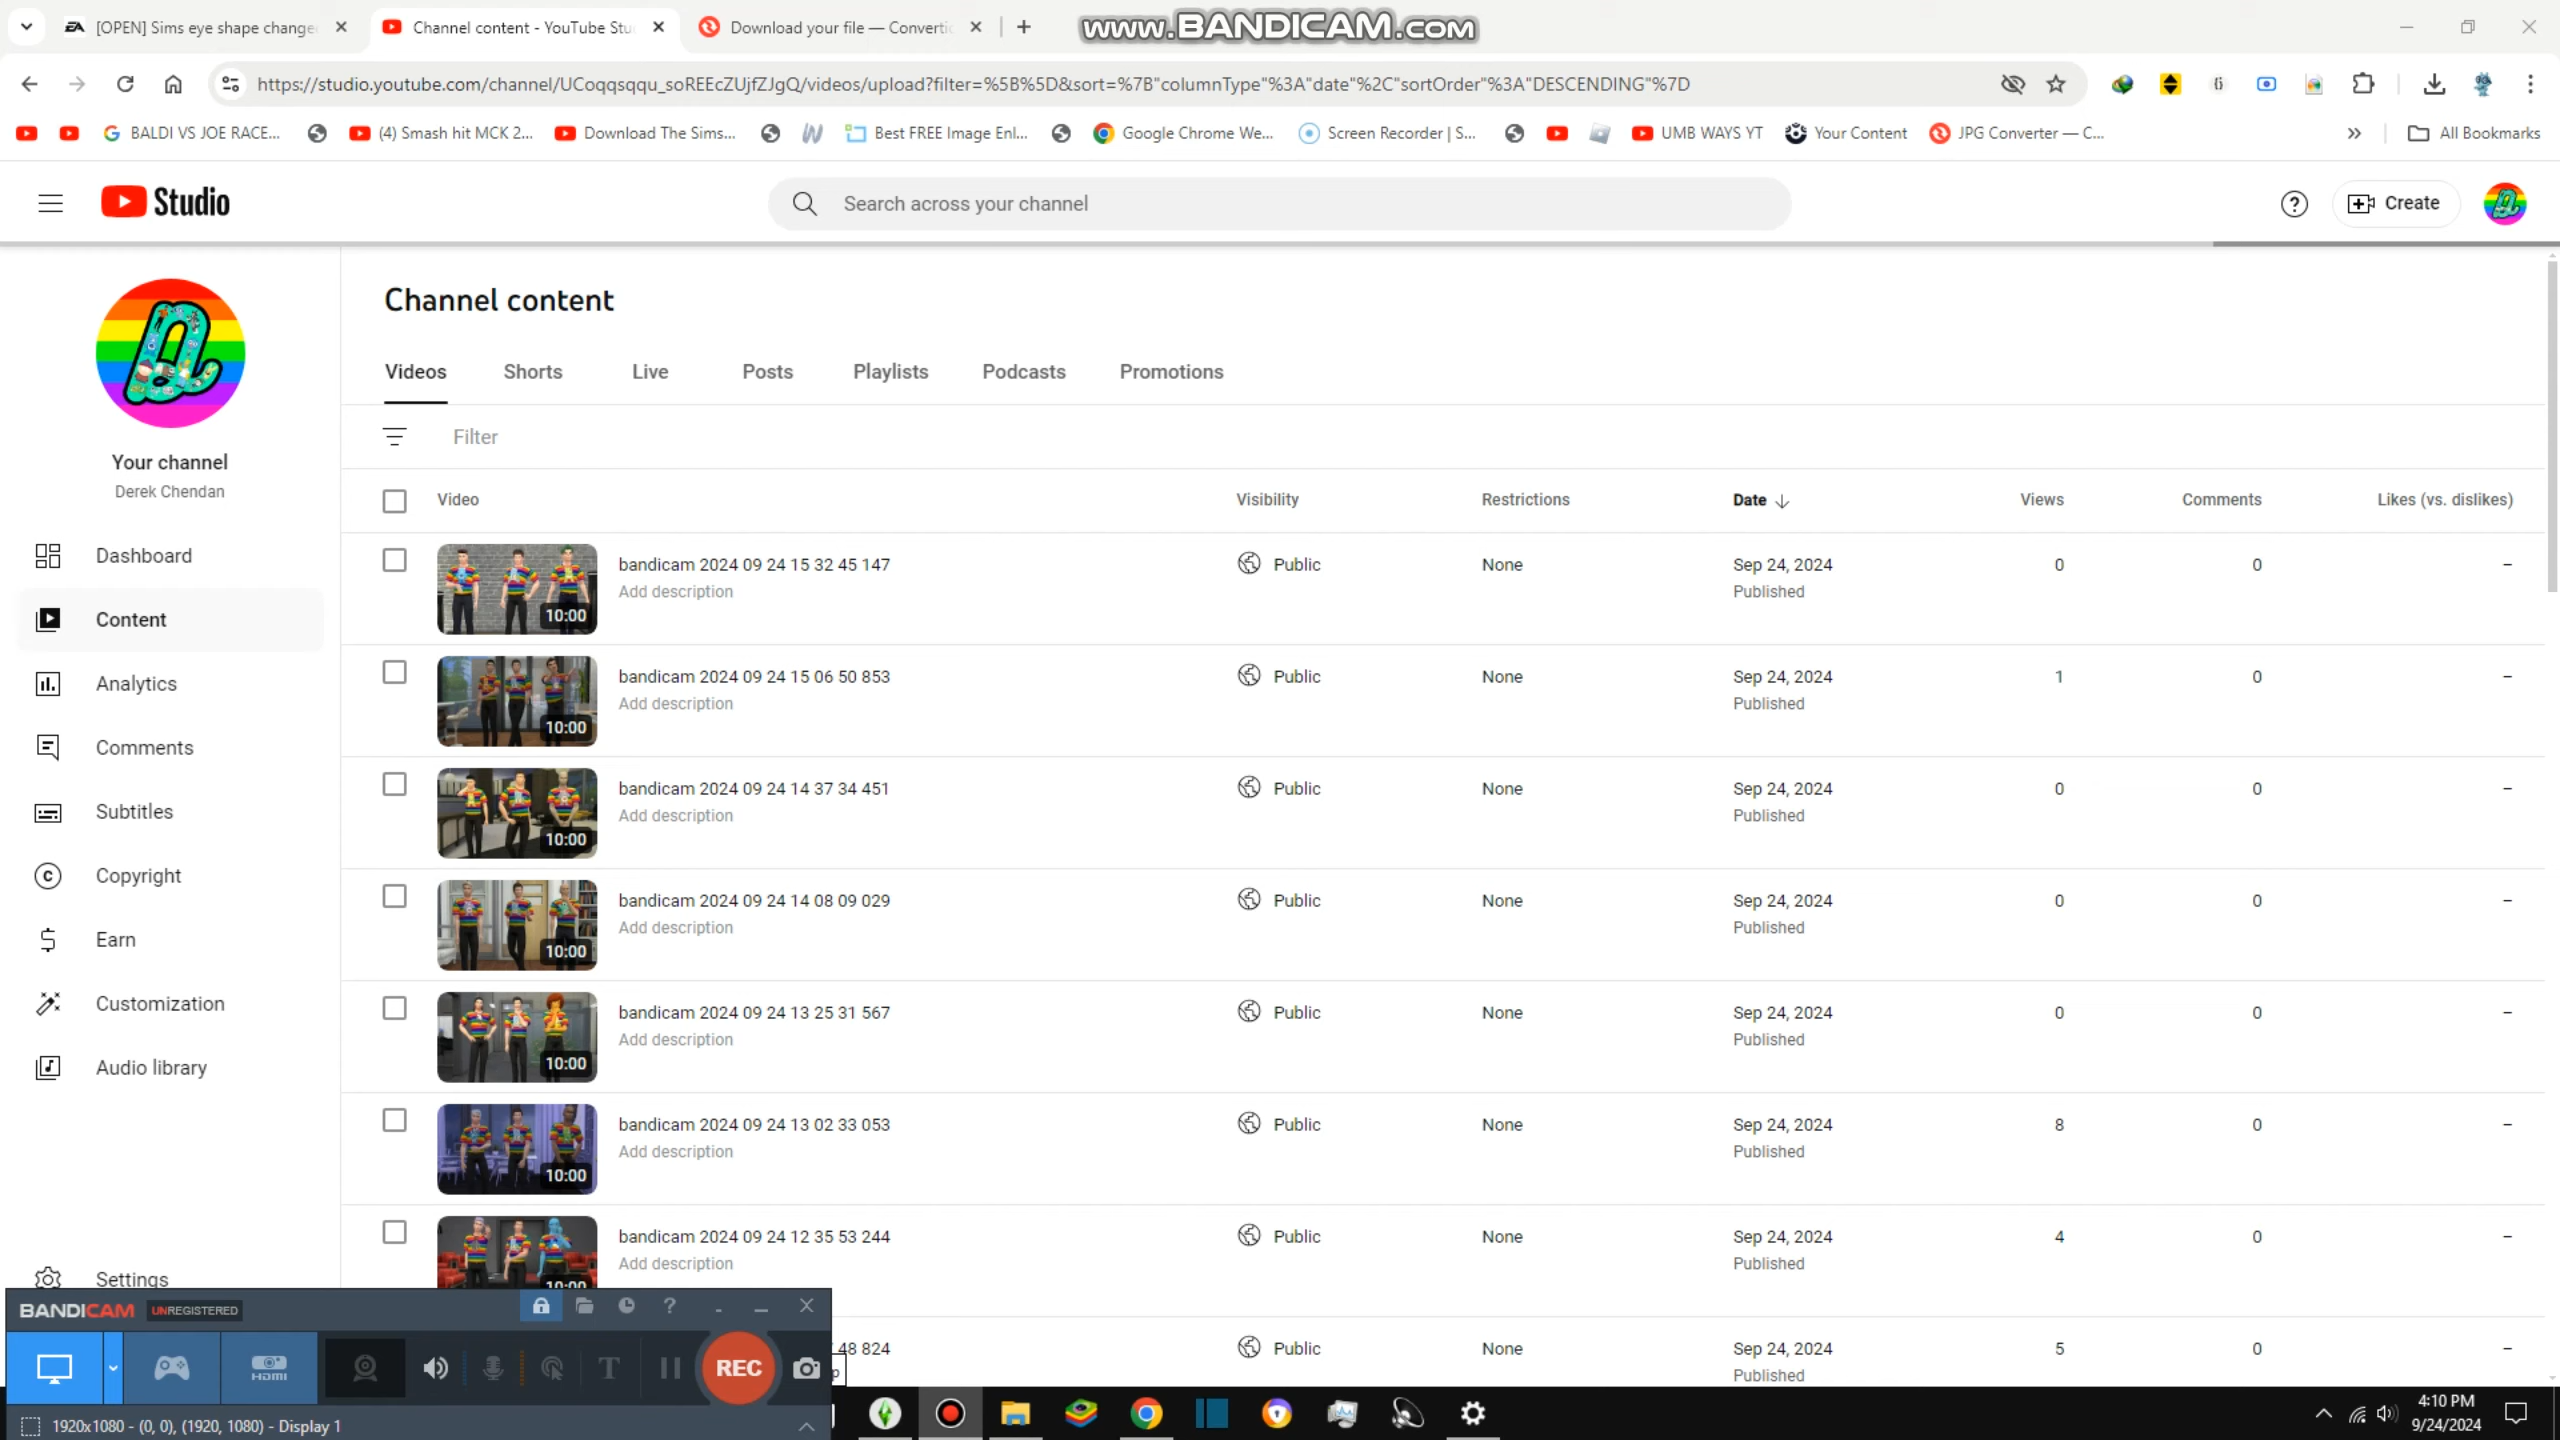 [OPEN] Sims eye shape change
Channel content - YouTube Stu
Download your file — Converti
www.BANDICAM.com
https://studio.youtube.com/channel/UCoqqsqqu_soREEcZUjfZJgQ/videos/upload?filter=%5B%5D&sort=%7B"columnType"%3A"date"%2C"sortOrder"%3A"DESCENDING"%7D
BALDI VS JOE RACE...
(4) Smash hit MCK 2...
Download The Sims...
Best FREE Image Enl...
Google Chrome We...
Screen Recorder | S...
UMB WAYS YT
Your Content
JPG Converter — C...
All Bookmarks
Studio
Search across your channel
Create
Channel content
Videos
Shorts
Live
Posts
Playlists
Podcasts
Promotions
Filter
Your channel
Derek Chendan
Dashboard
Content
Analytics
Comments
Subtitles
Copyright
Earn
Customization
Audio library
Settings
Video Visibility Restrictions Date Views Comments Likes (vs. dislikes)
bandicam 2024 09 24 15 32 45 147 Public None Sep 24, 2024 0 0 –
Add description Published
10:00
bandicam 2024 09 24 15 06 50 853 Public None Sep 24, 2024 1 0 –
Add description Published
10:00
bandicam 2024 09 24 14 37 34 451 Public None Sep 24, 2024 0 0 –
Add description Published
10:00
bandicam 2024 09 24 14 08 09 029 Public None Sep 24, 2024 0 0 –
Add description Published
10:00
bandicam 2024 09 24 13 25 31 567 Public None Sep 24, 2024 0 0 –
Add description Published
10:00
bandicam 2024 09 24 13 02 33 053 Public None Sep 24, 2024 8 0 –
Add description Published
10:00
bandicam 2024 09 24 12 35 53 244 Public None Sep 24, 2024 4 0 –
Add description Published
10:00
48 824 Public None Sep 24, 2024 5 0 –
Published
BANDICAM UNREGISTERED
HDMI
REC
1920x1080 - (0, 0), (1920, 1080) - Display 1
4:10 PM
9/24/2024